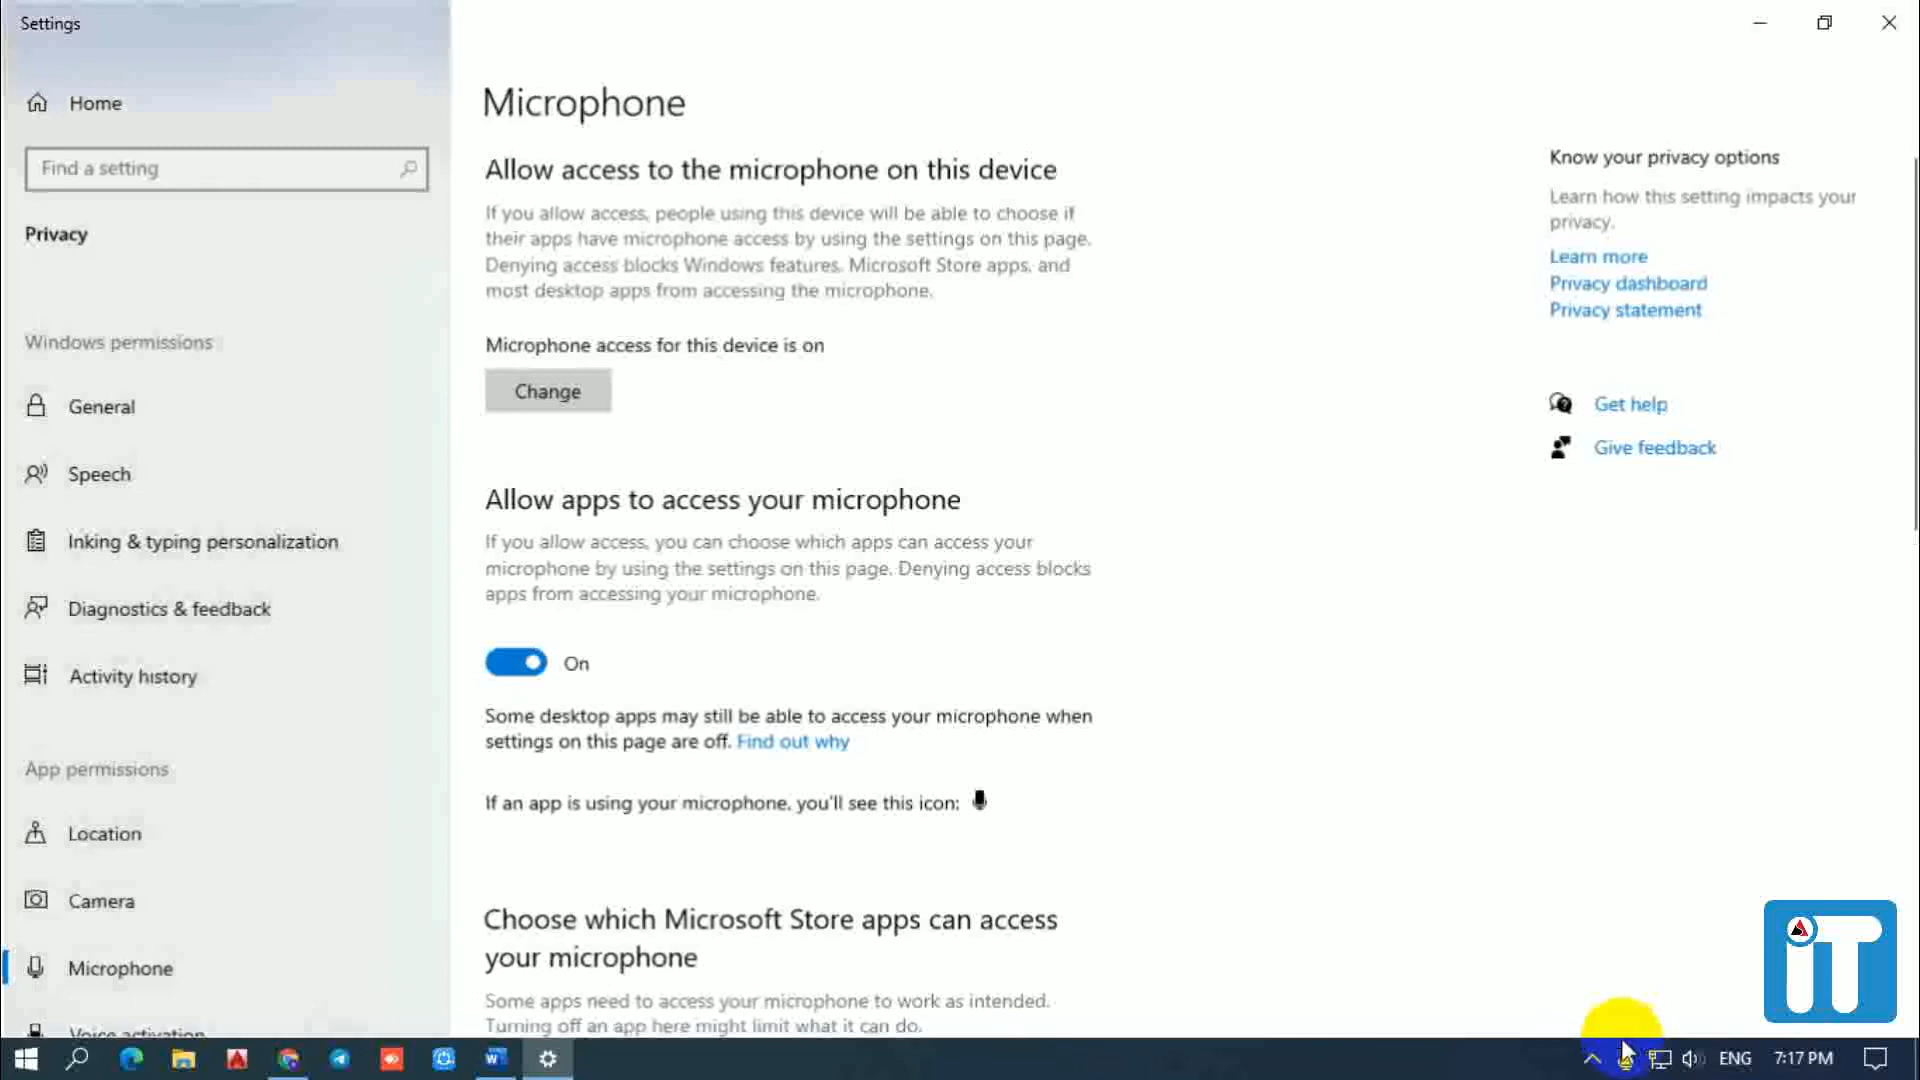 Settings
Home
Find a setting
Privacy
Windows permissions
General
Speech
Inking & typing personalization
Diagnostics & feedback
Activity history
App permissions
Location
Camera
Microphone
Voice activation
Microphone
Allow access to the microphone on this device
If you allow access, people using this device will be able to choose if
their apps have microphone access by using the settings on this page.
Denying access blocks Windows features, Microsoft Store apps, and
most desktop apps from accessing the microphone.
Microphone access for this device is on
Change
Allow apps to access your microphone
If you allow access, you can choose which apps can access your
microphone by using the settings on this page. Denying access blocks
apps from accessing your microphone.
On
Some desktop apps may still be able to access your microphone when
settings on this page are off. Find out why
If an app is using your microphone, you'll see this icon:
Choose which Microsoft Store apps can access
your microphone
Some apps need to access your microphone to work as intended.
Turning off an app here might limit what it can do.
Know your privacy options
Learn how this setting impacts your
privacy.
Learn more
Privacy dashboard
Privacy statement
Get help
Give feedback
iT
ENG
7:17 PM